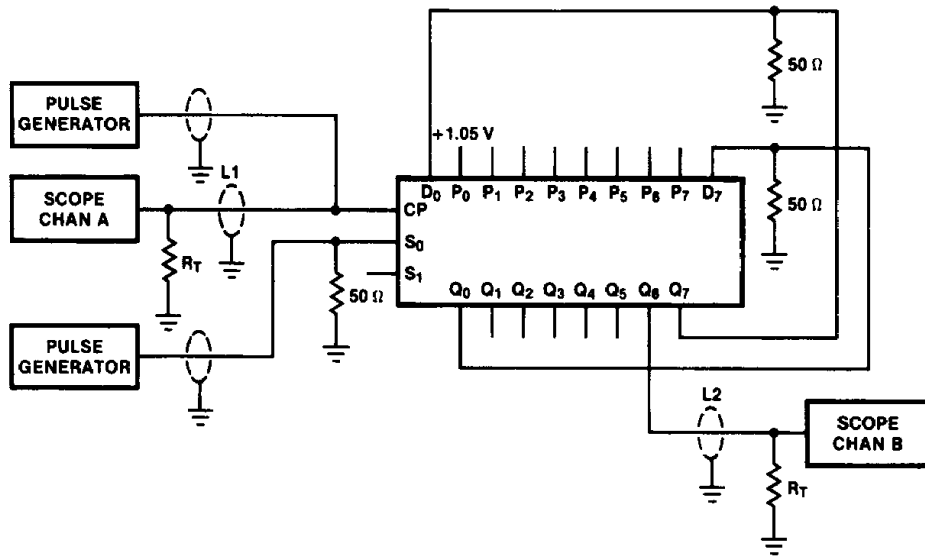 50 Ω
PULSE
GENERATOR
+1.05 V
L1
D0 P0 P1 P2 P3 P4 P5 P6 P7 D7
SCOPE
CHAN A
CP
50 Ω
S0
RT
S1
50 Ω
Q0 Q1 Q2 Q3 Q4 Q5 Q6 Q7
PULSE
GENERATOR
L2
SCOPE
CHAN B
RT